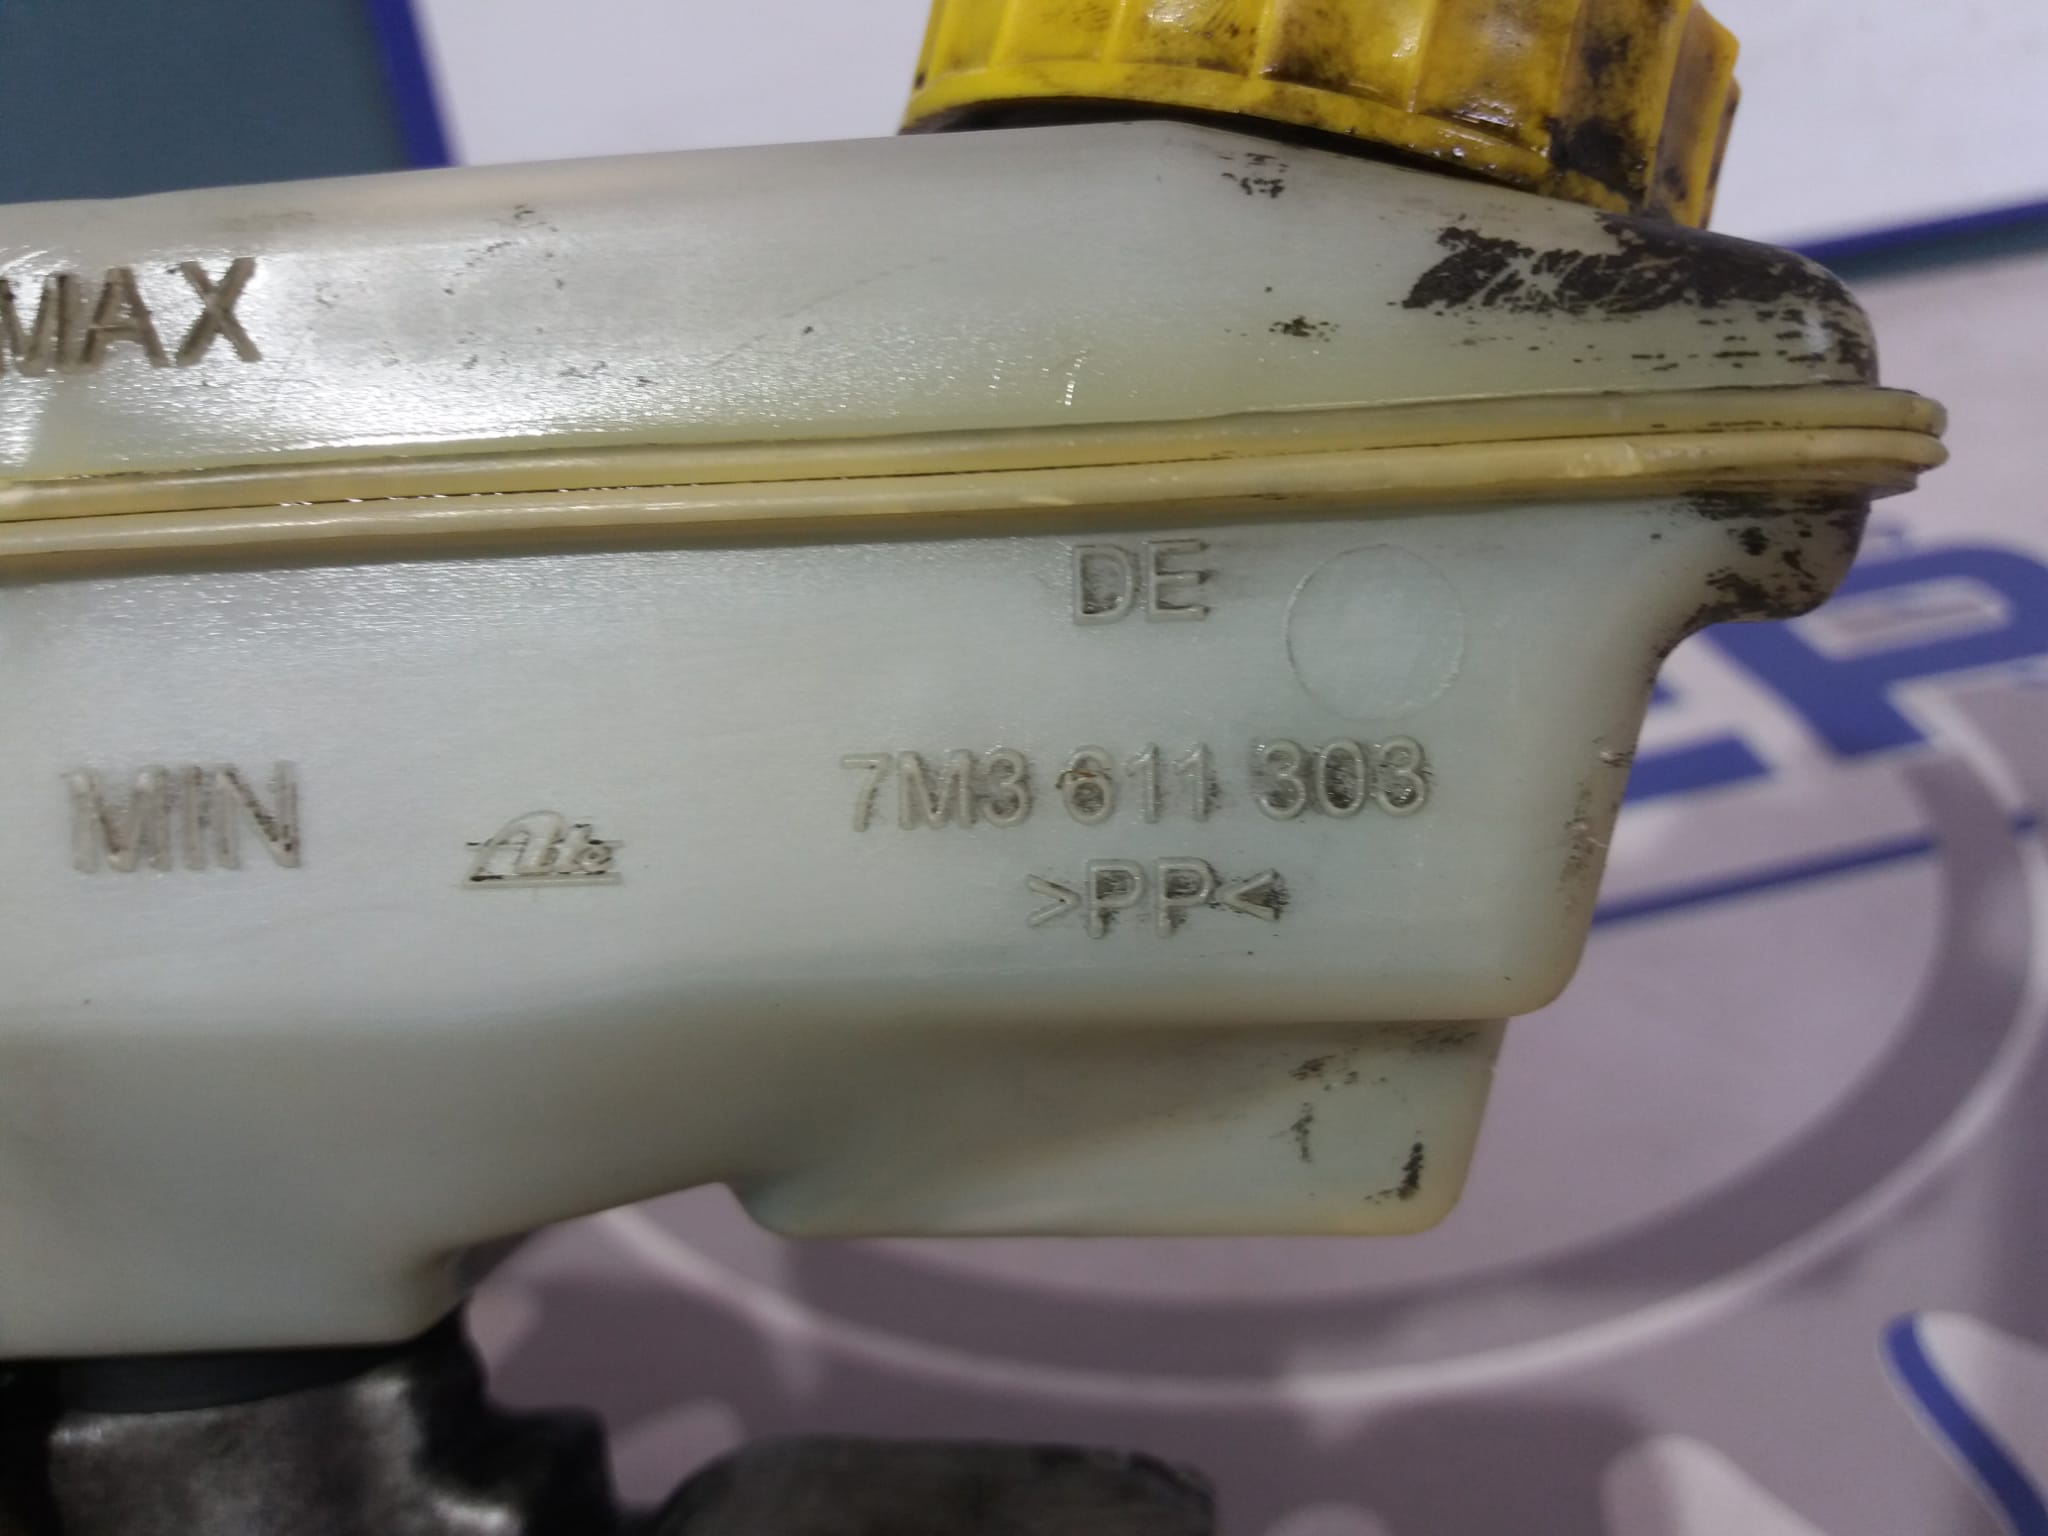 MAX
DE
7M3 611 303
MIN
Ate
>PP<